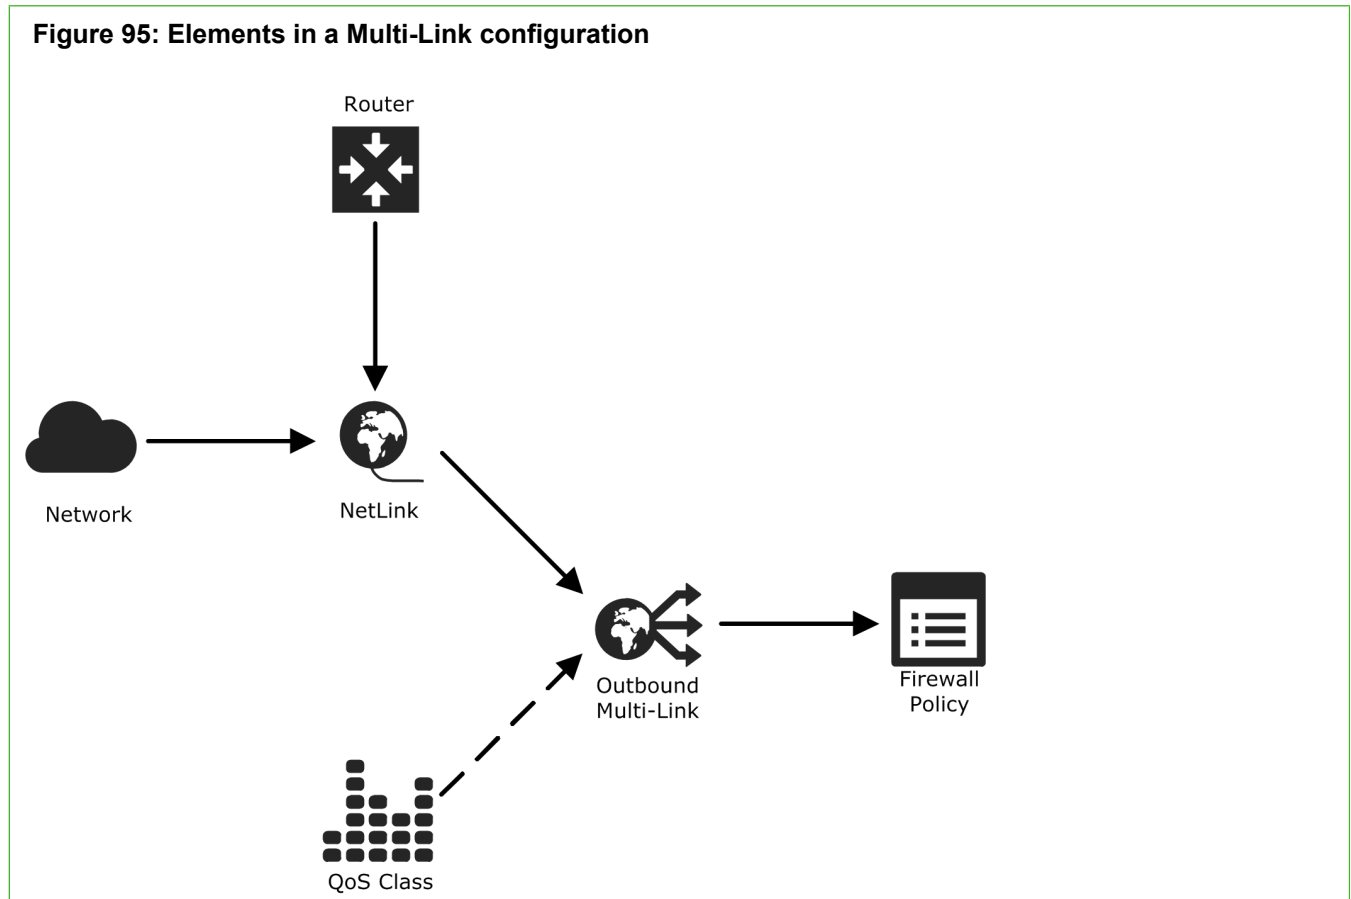 Figure 95: Elements in a Multi-Link configuration
Router
Network
NetLink
Outbound
Multi-Link
Firewall
Policy
QoS Class